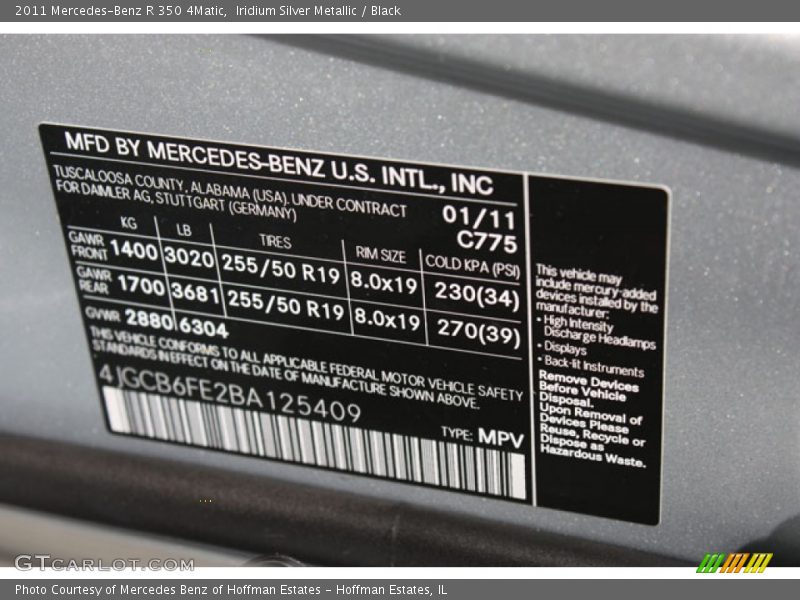 2011 Mercedes-Benz R 350 4Matic, Iridium Silver Metallic / Black
MFD BY MERCEDES-BENZ U.S. INTL., INC
TUSCALOOSA COUNTY, ALABAMA (USA). UNDER CONTRACT
FOR DAIMLER AG, STUTTGART (GERMANY)
01/11
C775
KG LB TIRES RIM SIZE COLD KPA (PSI)
GAWR FRONT 1400 3020 255/50 R19 8.0x19 230(34)
GAWR REAR 1700 3681 255/50 R19 8.0x19 270(39)
GVWR 2880 6304
THIS VEHICLE CONFORMS TO ALL APPLICABLE FEDERAL MOTOR VEHICLE SAFETY
STANDARDS IN EFFECT ON THE DATE OF MANUFACTURE SHOWN ABOVE.
4JGCB6FE2BA125409
TYPE: MPV
This vehicle may
include mercury-added
devices installed by the
manufacturer:
• High Intensity
Discharge Headlamps
• Displays
• Back-lit Instruments
Remove Devices
Before Vehicle
Disposal.
Upon Removal of
Devices Please
Reuse, Recycle or
Dispose as
Hazardous Waste.
GTCARLOT.COM
Photo Courtesy of Mercedes Benz of Hoffman Estates - Hoffman Estates, IL